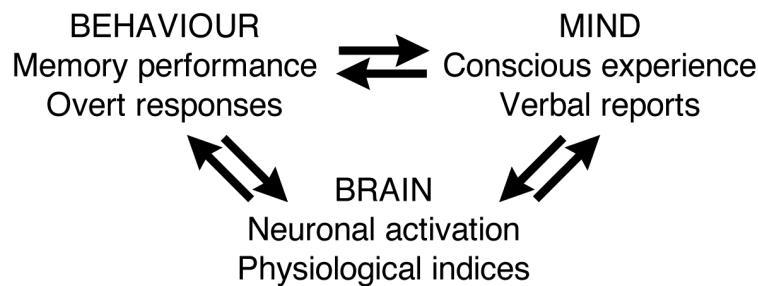 BEHAVIOUR
Memory performance
Overt responses
MIND
Conscious experience
Verbal reports
BRAIN
Neuronal activation
Physiological indices